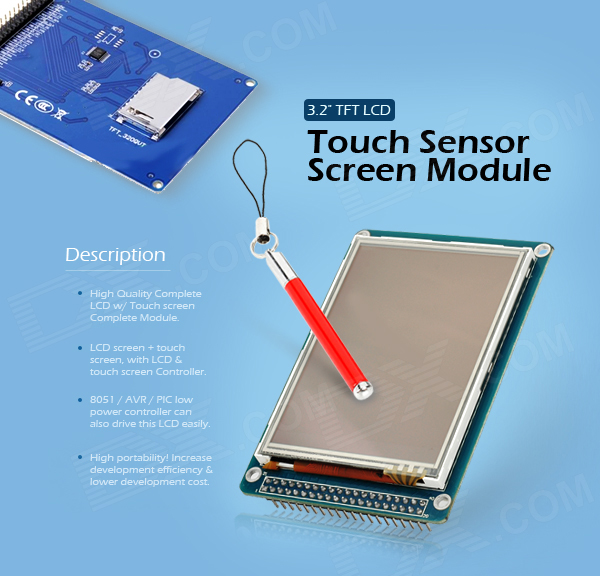 TFT_320QVT
3.2" TFT LCD
Touch Sensor
Screen Module
Description
• High Quality Complete
LCD w/ Touch screen
Complete Module.
• LCD screen + touch
screen, with LCD &
touch screen Controller.
• 8051 / AVR / PIC low
power controller can
also drive this LCD easily.
• High portability! Increase
development efficiency &
lower development cost.
DX.COM